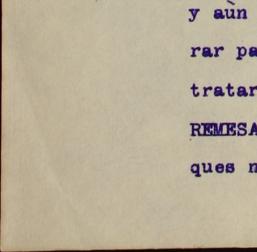 y aùn
rar pa
tratar
REMESA
ques n